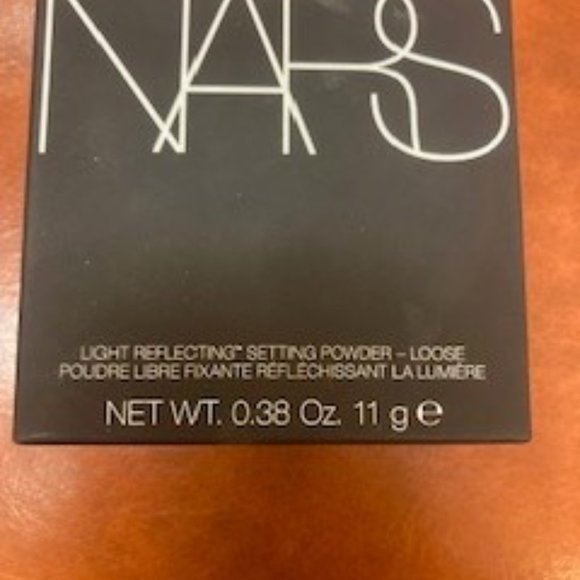 NARS
LIGHT REFLECTING™ SETTING POWDER – LOOSE
POUDRE LIBRE FIXANTE RÉFLÉCHISSANT LA LUMIÈRE
NET WT. 0.38 Oz. 11 g ℮